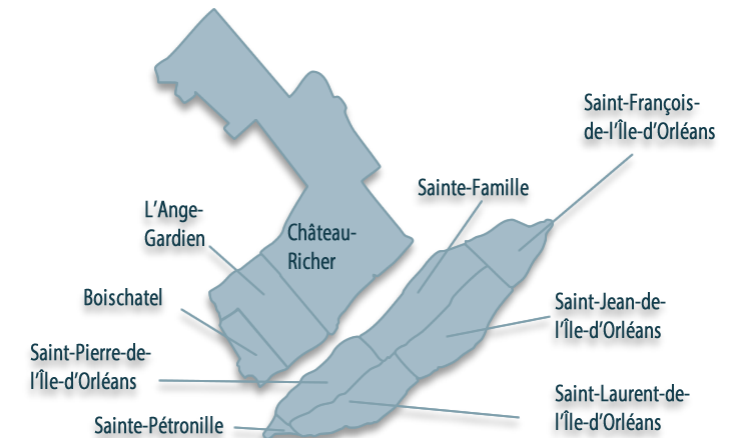 Saint-François-
de-l'Île-d'Orléans
Sainte-Famille
L'Ange-
Gardien
Château-
Richer
Boischatel
Saint-Jean-de-
l'Île-d'Orléans
Saint-Pierre-de-
l'Île-d'Orléans
Saint-Laurent-de-
l'Île-d'Orléans
Sainte-Pétronille